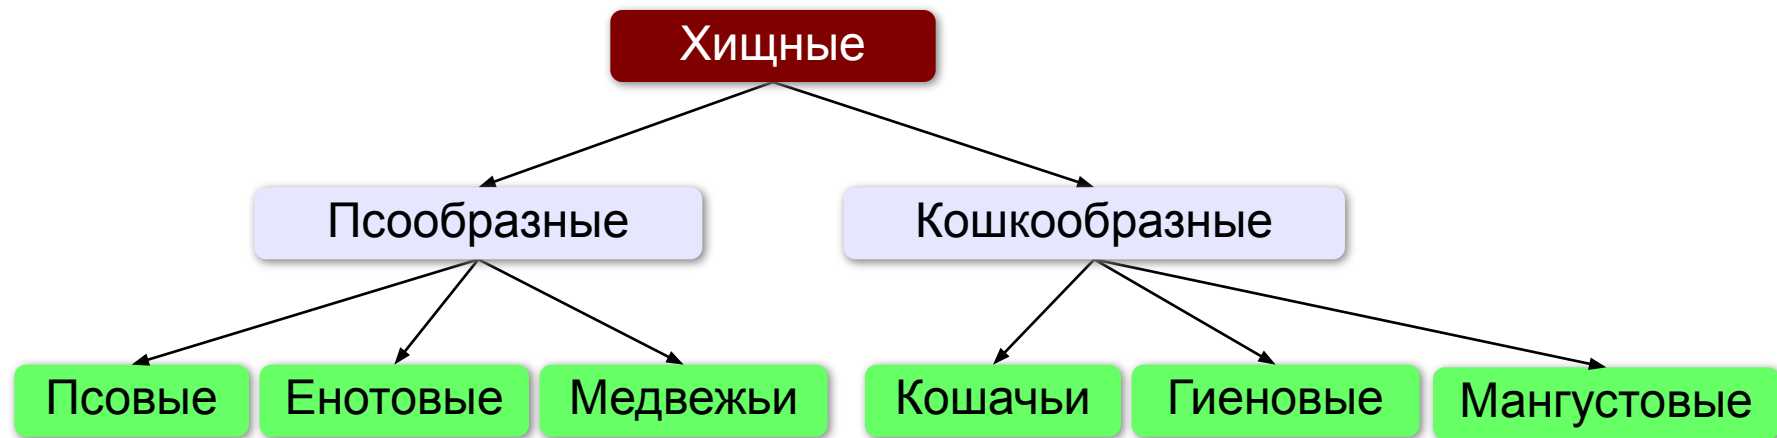 Хищные
Псообразные
Кошкообразные
Псовые
Енотовые
Медвежьи
Кошачьи
Гиеновые
Мангустовые